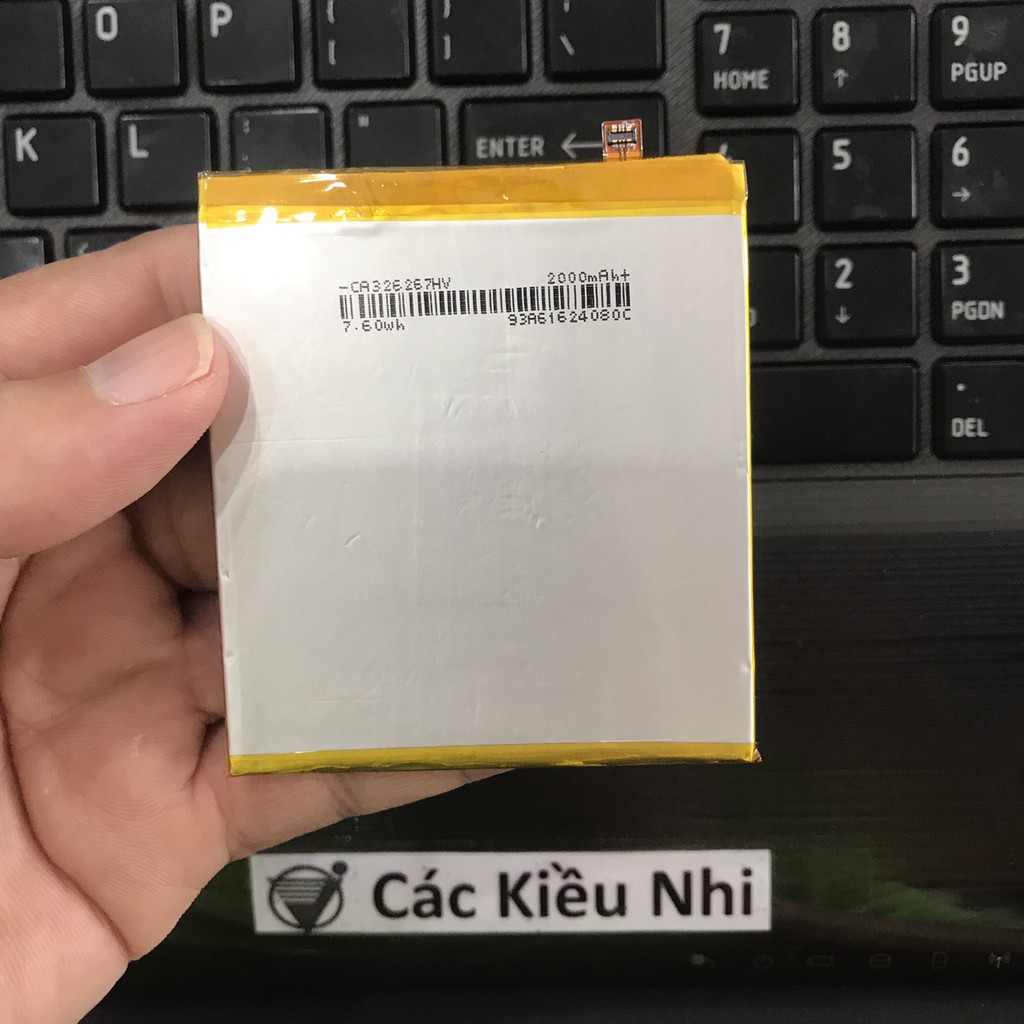 O P [ ] \
7 HOME
8 ↑
9 PGUP
K L ; "
ENTER ←
5
6 →
-CA326267HV 2000mAh+
7.60Wh 93A61624080C
2 ↓
3 PGDN
. DEL
Các Kiều Nhi